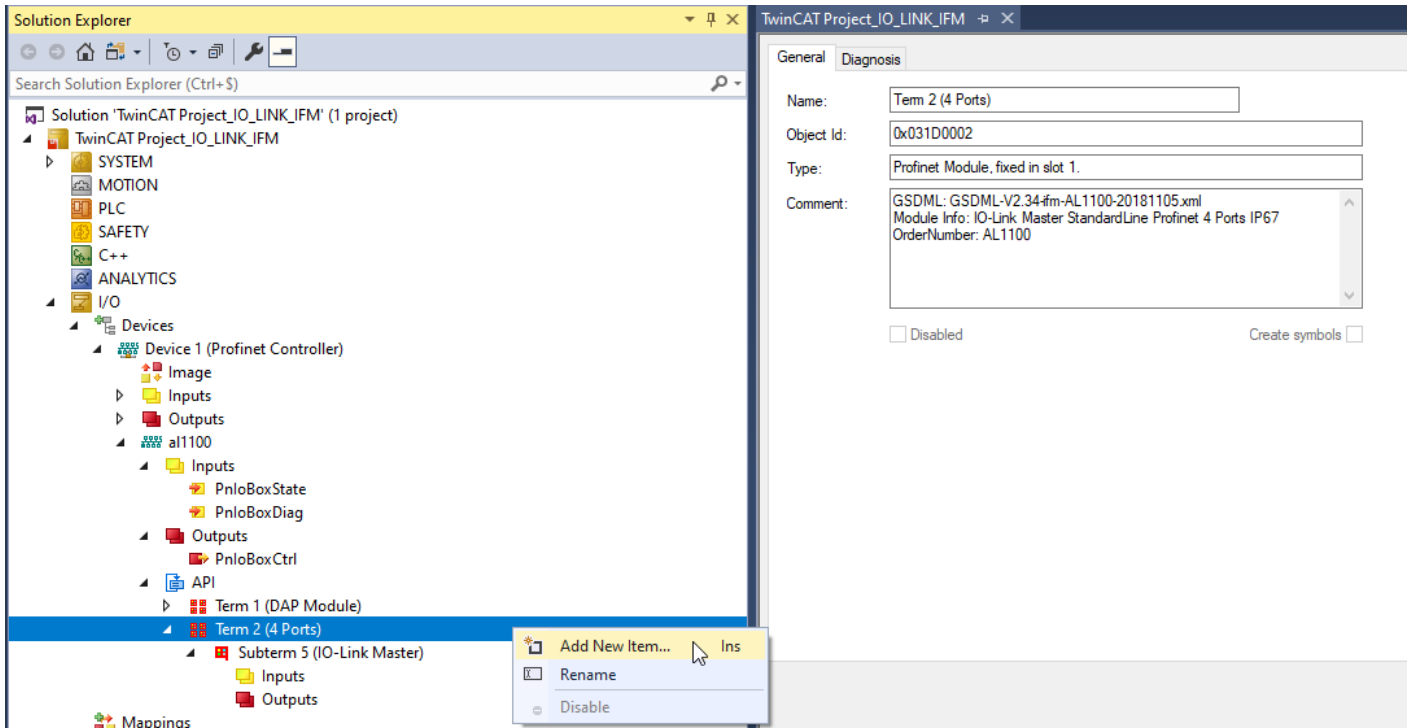 Solution Explorer
Search Solution Explorer (Ctrl+$)
Solution 'TwinCAT Project_IO_LINK_IFM' (1 project)
TwinCAT Project_IO_LINK_IFM
SYSTEM
MOTION
PLC
SAFETY
C++
ANALYTICS
I/O
Devices
Device 1 (Profinet Controller)
Image
Inputs
Outputs
al1100
Inputs
PnIoBoxState
PnIoBoxDiag
Outputs
PnIoBoxCtrl
API
Term 1 (DAP Module)
Term 2 (4 Ports)
Subterm 5 (IO-Link Master)
Inputs
Outputs
Mappings
Add New Item... Ins
Rename
Disable
TwinCAT Project_IO_LINK_IFM
General Diagnosis
Name: Term 2 (4 Ports)
Object Id: 0x031D0002
Type: Profinet Module, fixed in slot 1.
Comment: GSDML: GSDML-V2.34-ifm-AL1100-20181105.xml
Module Info: IO-Link Master StandardLine Profinet 4 Ports IP67
OrderNumber: AL1100
Disabled Create symbols